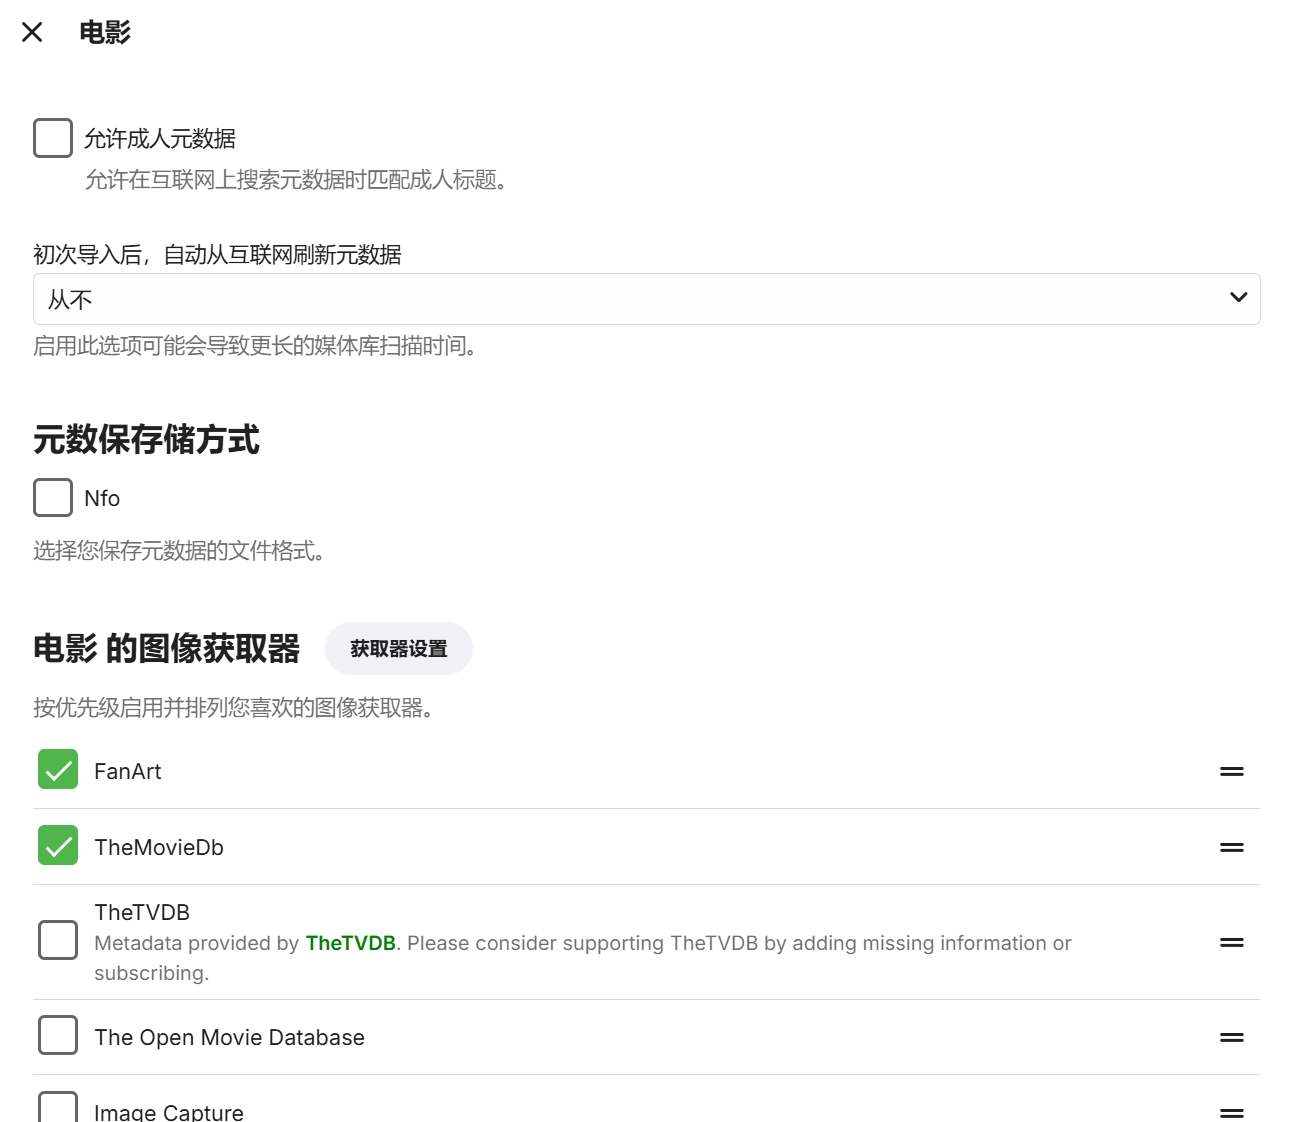 电影
允许成人元数据
允许在互联网上搜索元数据时匹配成人标题。
初次导入后，自动从互联网刷新元数据
从不
启用此选项可能会导致更长的媒体库扫描时间。
元数保存储方式
Nfo
选择您保存元数据的文件格式。
电影 的图像获取器 获取器设置
按优先级启用并排列您喜欢的图像获取器。
FanArt
TheMovieDb
TheTVDB
Metadata provided by TheTVDB. Please consider supporting TheTVDB by adding missing information or
subscribing.
The Open Movie Database
Image Capture